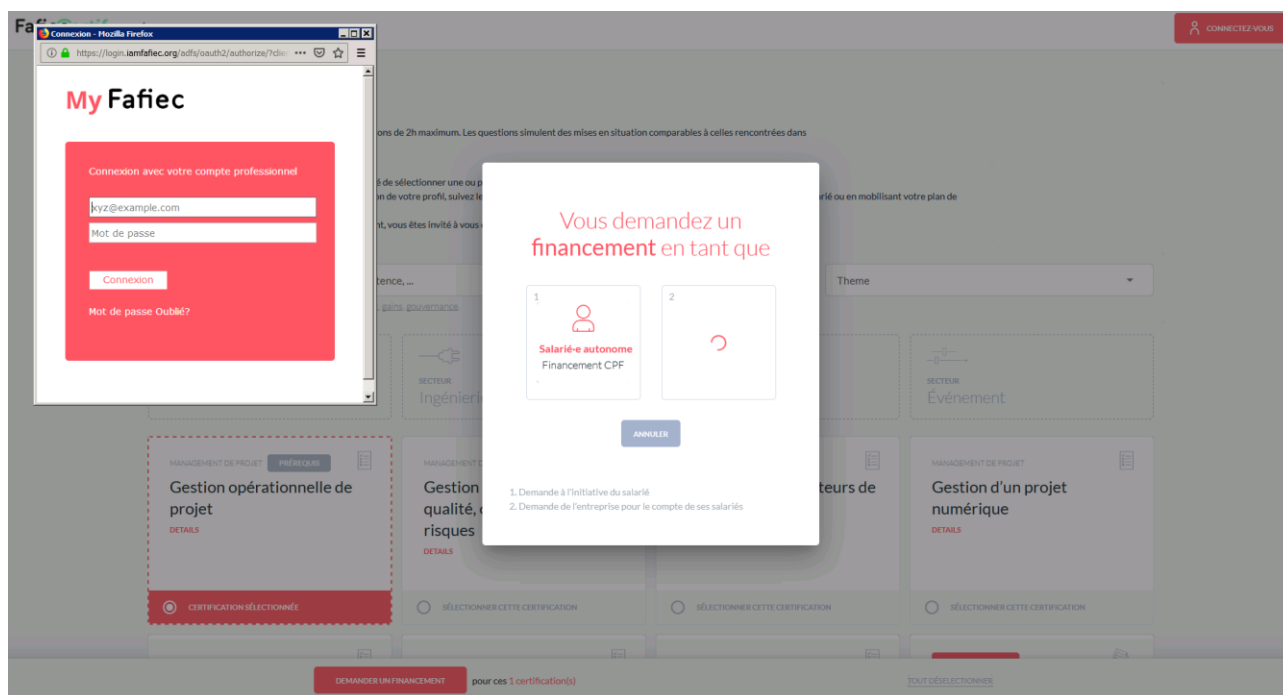 Fa
CONNECTEZ-VOUS
Connexion - Mozilla Firefox
https://login.iamfafiec.org/adfs/oauth2/authorize/?clie
My Fafiec
Connexion avec votre compte professionnel
xyz@example.com
Mot de passe
Connexion
Mot de passe Oublié?
ons de 2h maximum. Les questions simulent des mises en situation comparables à celles rencontrées dans
é de sélectionner une ou p
on de votre profil, suivez le
rié ou en mobilisant votre plan de
nt, vous êtes invité à vous
tence, ...
Theme
gains, gouvernance
Vous demandez un
financement en tant que
1
Salarié-e autonome
Financement CPF
2
ANNULER
1. Demande à l'initiative du salarié
2. Demande de l'entreprise pour le compte de ses salariés
SECTEUR
Ingénieri
SECTEUR
Événement
MANAGEMENT DE PROJET PRÉREQUIS
Gestion opérationnelle de
projet
DETAILS
CERTIFICATION SÉLECTIONNÉE
MANAGEMENT D
Gestion
qualité,
risques
DETAILS
SÉLECTIONNER CETTE CERTIFICATION
teurs de
SÉLECTIONNER CETTE CERTIFICATION
MANAGEMENT DE PROJET
Gestion d'un projet
numérique
DETAILS
SÉLECTIONNER CETTE CERTIFICATION
DEMANDER UN FINANCEMENT pour ces 1 certification(s)
TOUT DÉSELECTIONNER